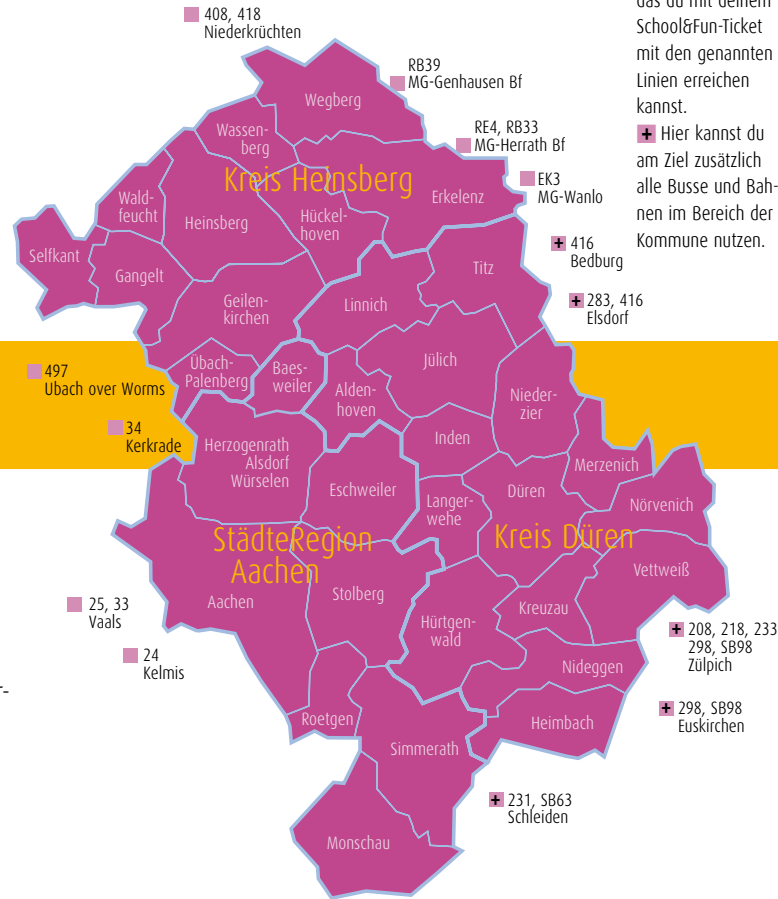 408, 418
Niederkrüchten
das du mit deinem
School&Fun-Ticket
mit den genannten
Linien erreichen
kannst.
+ Hier kannst du
am Ziel zusätzlich
alle Busse und Bah-
nen im Bereich der
Kommune nutzen.
RB39
MG-Genhausen Bf
Wegberg
RE4, RB33
MG-Herrath Bf
Wassen-
berg
Kreis Heinsberg
EK3
MG-Wanlo
Erkelenz
Wald-
feucht
Heinsberg
Hückel-
hoven
+ 416
Bedburg
Selfkant
Gangelt
Titz
Geilen-
kirchen
Linnich
+ 283, 416
Elsdorf
Übach-
Palenberg
Baes-
weiler
Jülich
497
Ubach over Worms
Alden-
hoven
Nieder-
zier
34
Kerkrade
Herzogenrath
Alsdorf
Würselen
Inden
Merzenich
Eschweiler
Langer-
wehe
Düren
Nörvenich
StädteRegion
Aachen
Kreis Düren
Aachen
Stolberg
Vettweiß
25, 33
Vaals
Hürtgen-
wald
Kreuzau
+ 208, 218, 233
298, SB98
Zülpich
24
Kelmis
Nideggen
r-
Roetgen
Heimbach
+ 298, SB98
Euskirchen
Simmerath
+ 231, SB63
Schleiden
Monschau